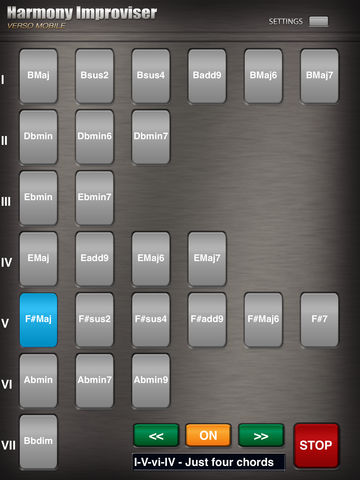 Harmony Improviser
VERSO MOBILE
SETTINGS
I BMaj Bsus2 Bsus4 Badd9 BMaj6 BMaj7
II Dbmin Dbmin6 Dbmin7
III Ebmin Ebmin7
IV EMaj Eadd9 EMaj6 EMaj7
V F#Maj F#sus2 F#sus4 F#add9 F#Maj6 F#7
VI Abmin Abmin7 Abmin9
VII Bbdim << ON >> STOP
I-V-vi-IV - Just four chords